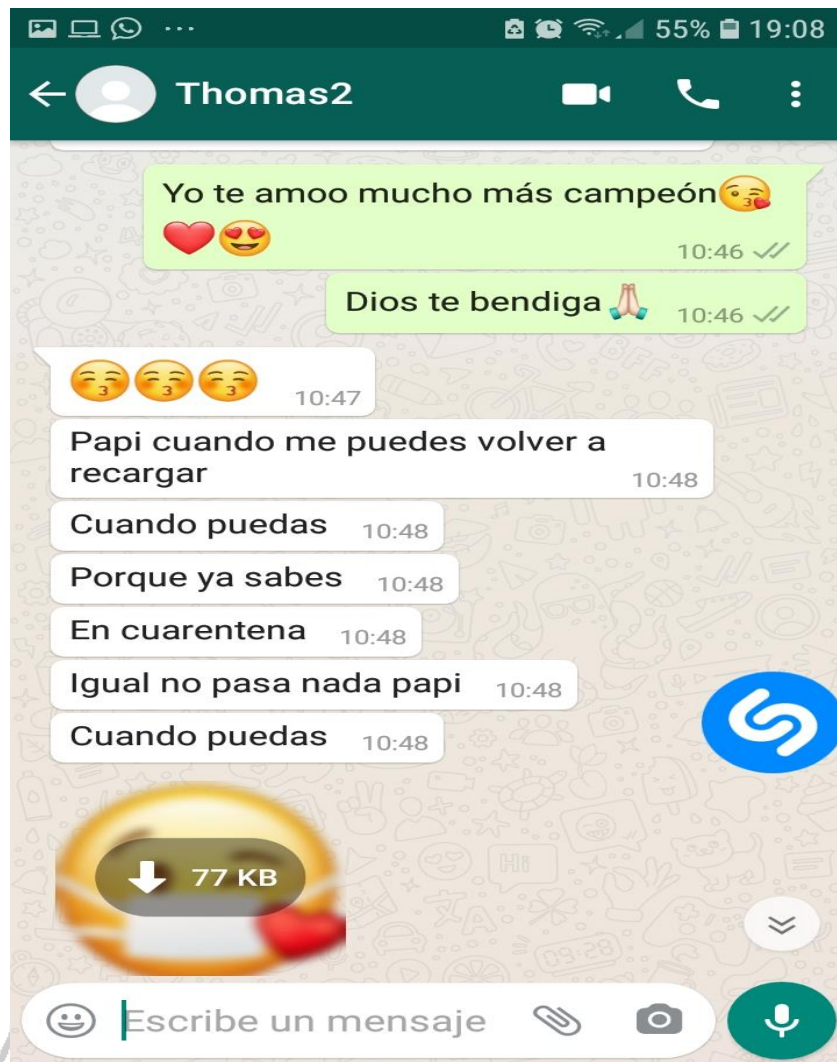 55% 19:08
Thomas2
Yo te amoo mucho más campeón😘
❤️😍
10:46
Dios te bendiga 🙏🏻 10:46
😚😚😚 10:47
Papi cuando me puedes volver a
recargar 10:48
Cuando puedas 10:48
Porque ya sabes 10:48
En cuarentena 10:48
Igual no pasa nada papi 10:48
Cuando puedas 10:48
77 KB
Escribe un mensaje